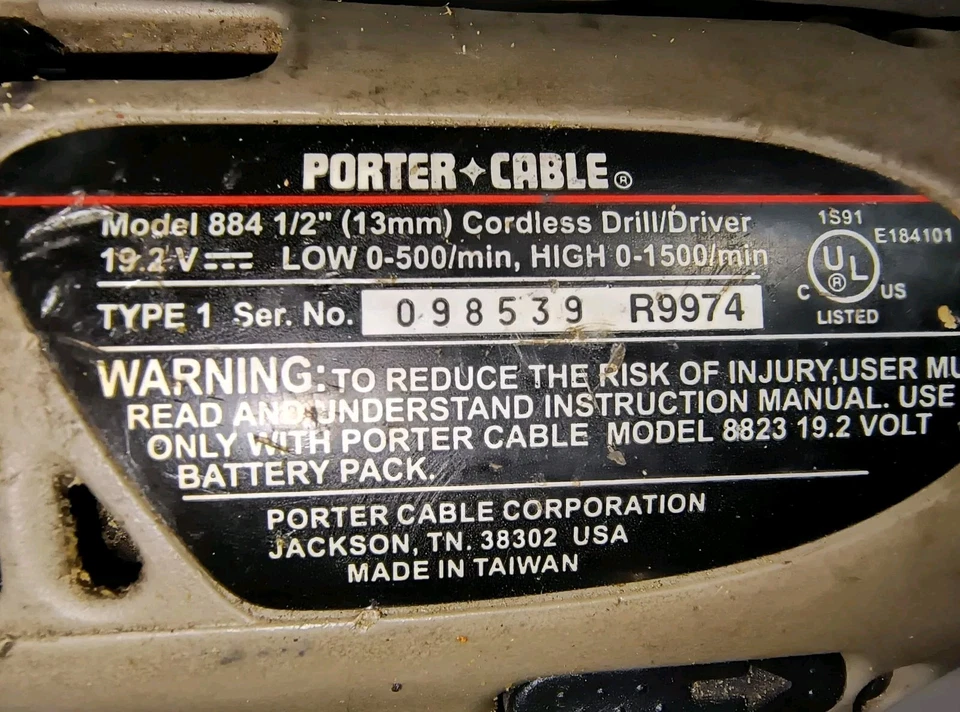 PORTER CABLE®
Model 884 1/2" (13mm) Cordless Drill/Driver
19.2 V LOW 0-500/min, HIGH 0-1500/min
TYPE 1 Ser. No. 098539 R9974
1S91
E184101
UL®
C US
LISTED
WARNING: TO REDUCE THE RISK OF INJURY,USER MU
READ AND UNDERSTAND INSTRUCTION MANUAL. USE
ONLY WITH PORTER CABLE MODEL 8823 19.2 VOLT
BATTERY PACK.
PORTER CABLE CORPORATION
JACKSON, TN. 38302 USA
MADE IN TAIWAN